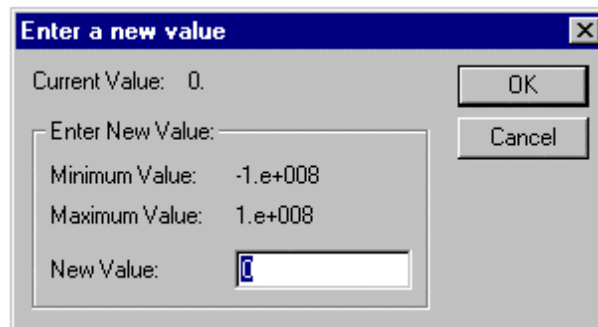 Enter a new value
Current Value: 0.
OK
Enter New Value:
Cancel
Minimum Value: -1.e+008
Maximum Value: 1.e+008
New Value: 0